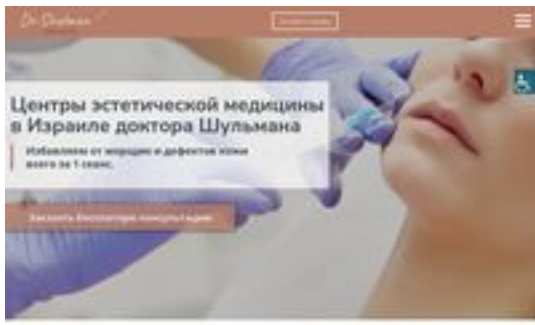 Dr. Shulman
Центры эстетической медицины
в Израиле доктора Шульмана
Избавляем от морщин и дефектов кожи
всего за 1 сеанс.
Заказать бесплатную консультацию